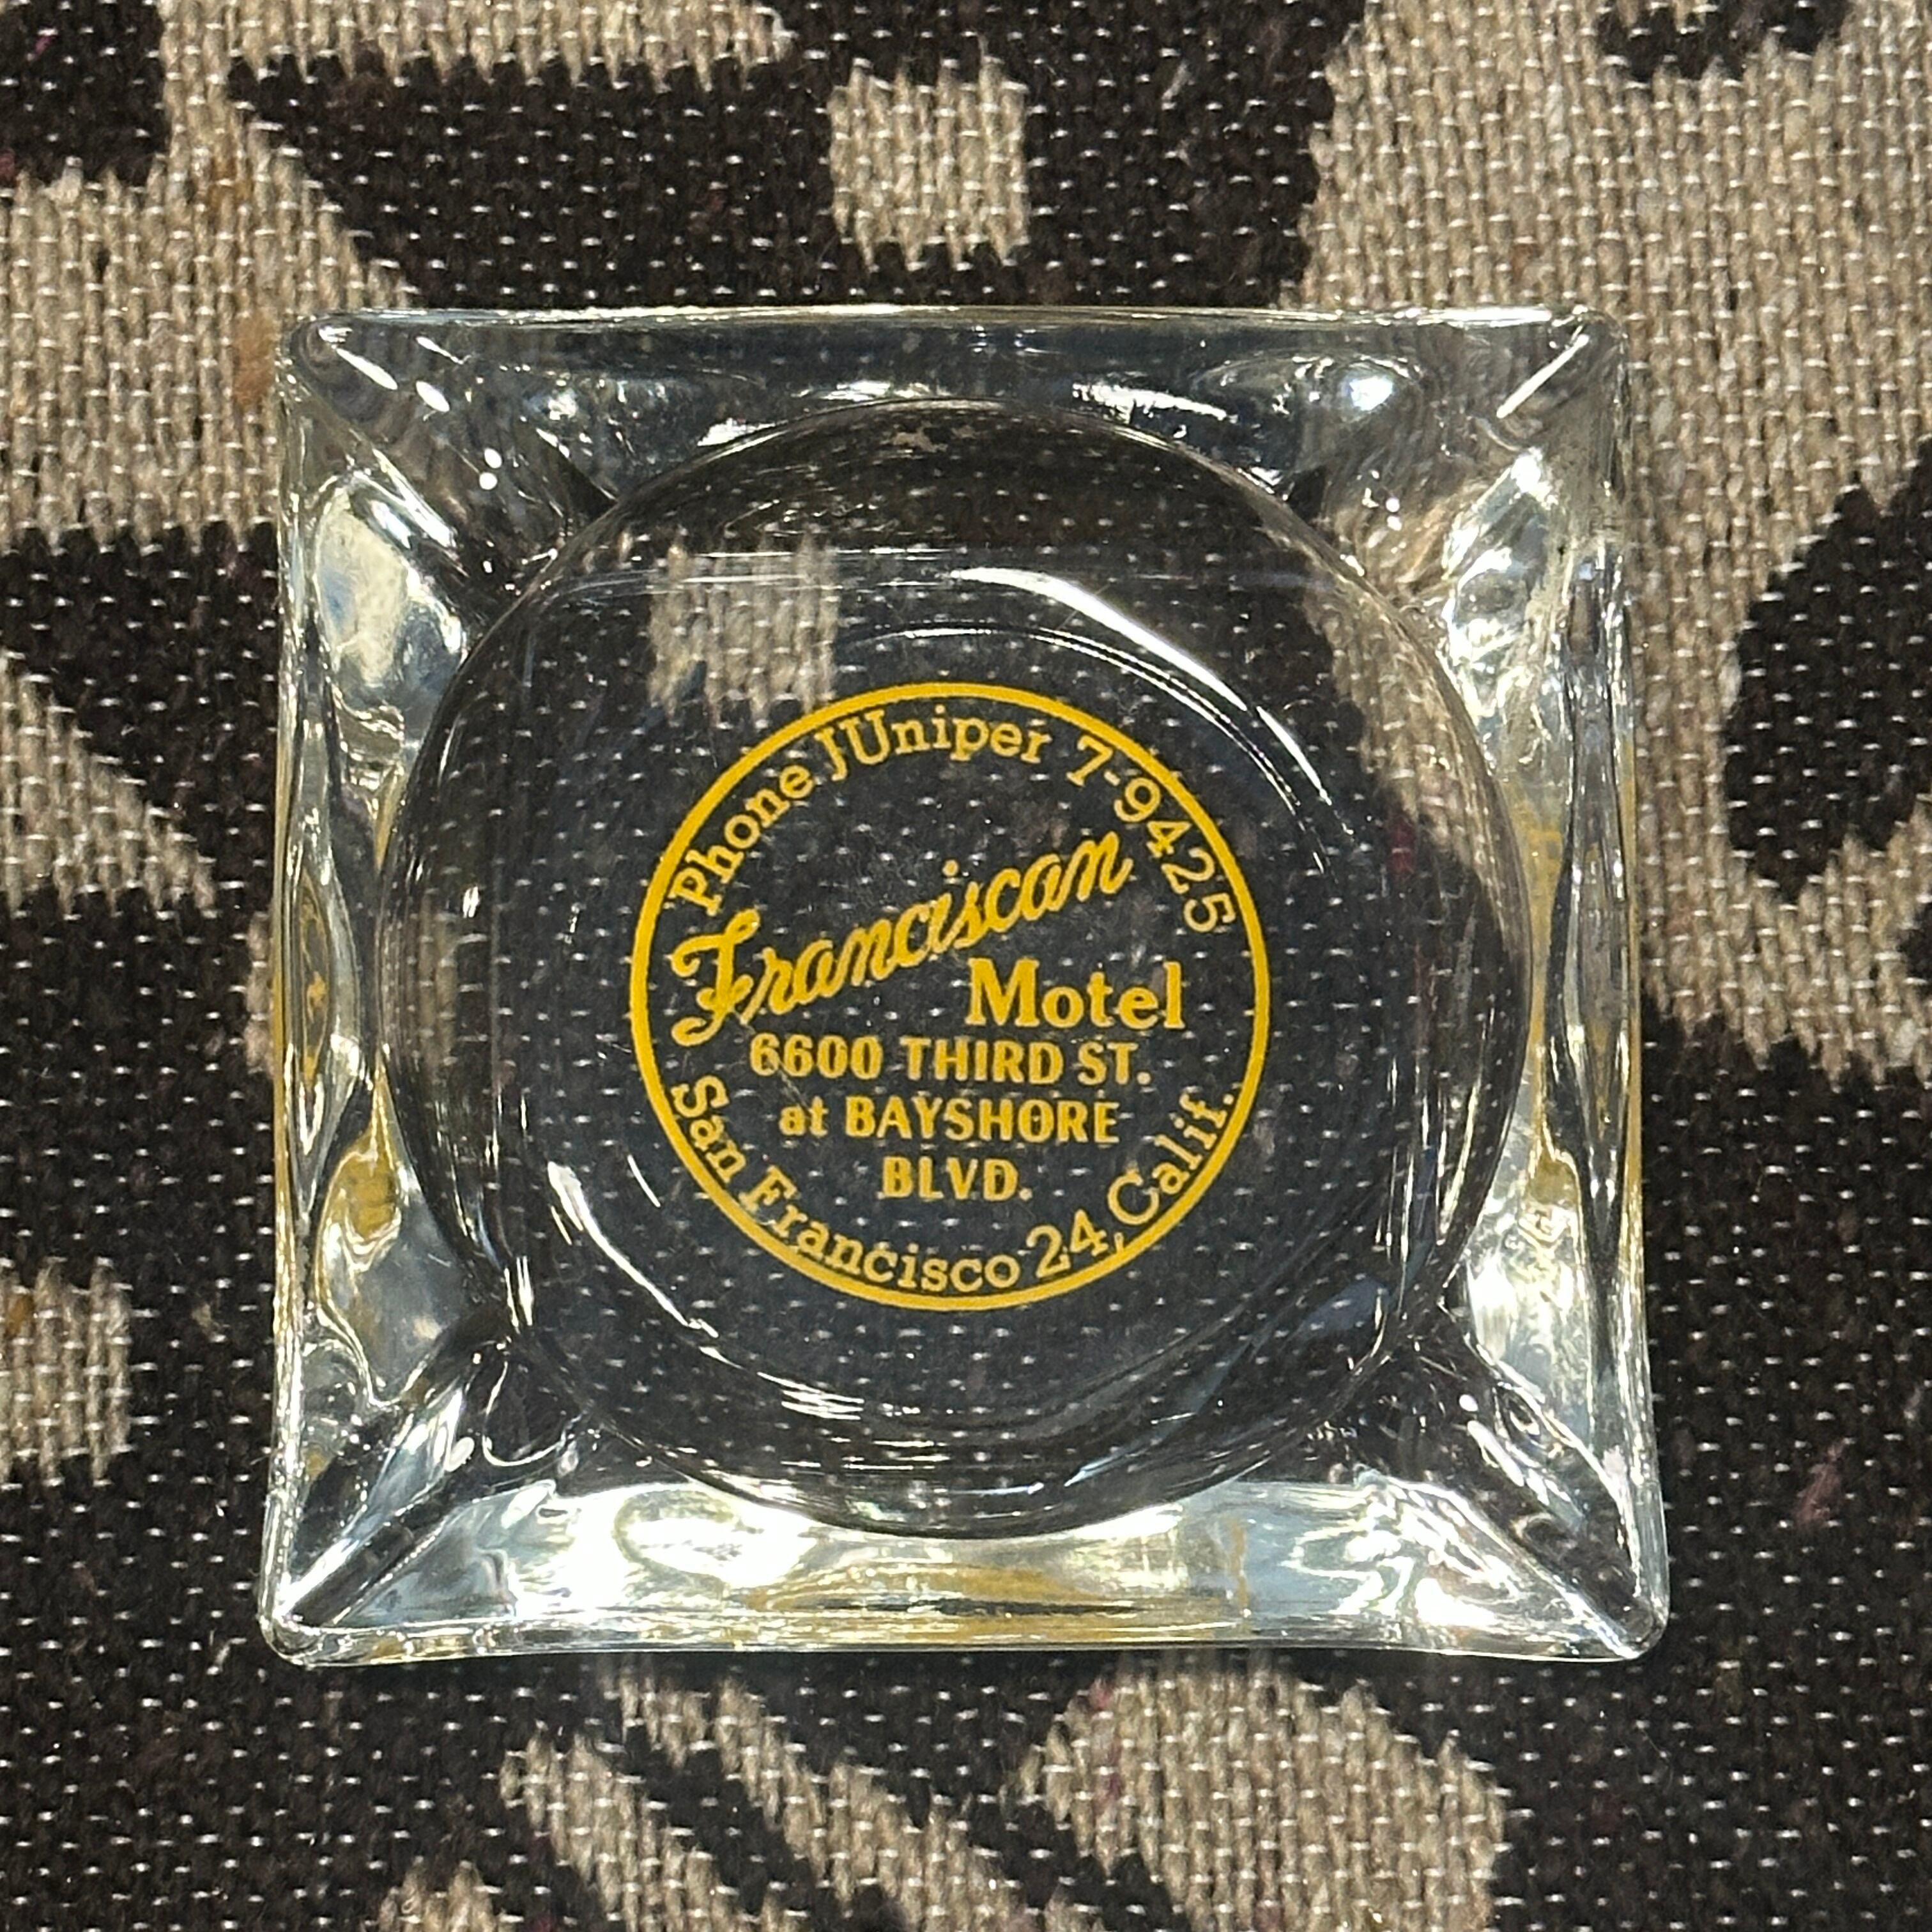 Phone JUniper 7-9425
Franciscan
Motel
6600 THIRD ST.
at BAYSHORE
BLVD.
San Francisco 24, Calif.